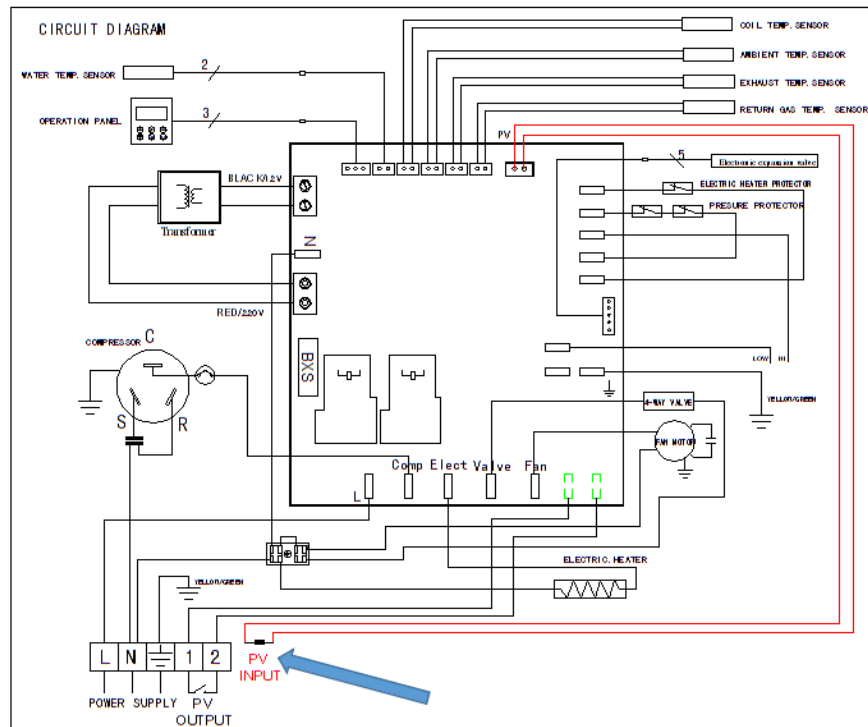 CIRCUIT DIAGRAM
COIL TEMP. SENSOR
AMBIENT TEMP. SENSOR
EXHAUST TEMP. SENSOR
RETURN GAS TEMP. SENSOR
WATER TEMP. SENSOR
2
OPERATION PANEL
3
PV
5
Electronic expansion valve
ELECTRIC HEATER PROTECTOR
PRESURE PROTECTOR
BLACK/12V
Transformer
N
RED/220V
COMPRESSOR
C
S
R
BXS
LOW
HI
YELLOW/GREEN
4-WAY VALVE
FAN MOTOR
L
Comp
Elect
Valve
Fan
ELECTRIC.HEATER
YELLOW/GREEN
L N 1 2
PV
INPUT
POWER SUPPLY
PV
OUTPUT